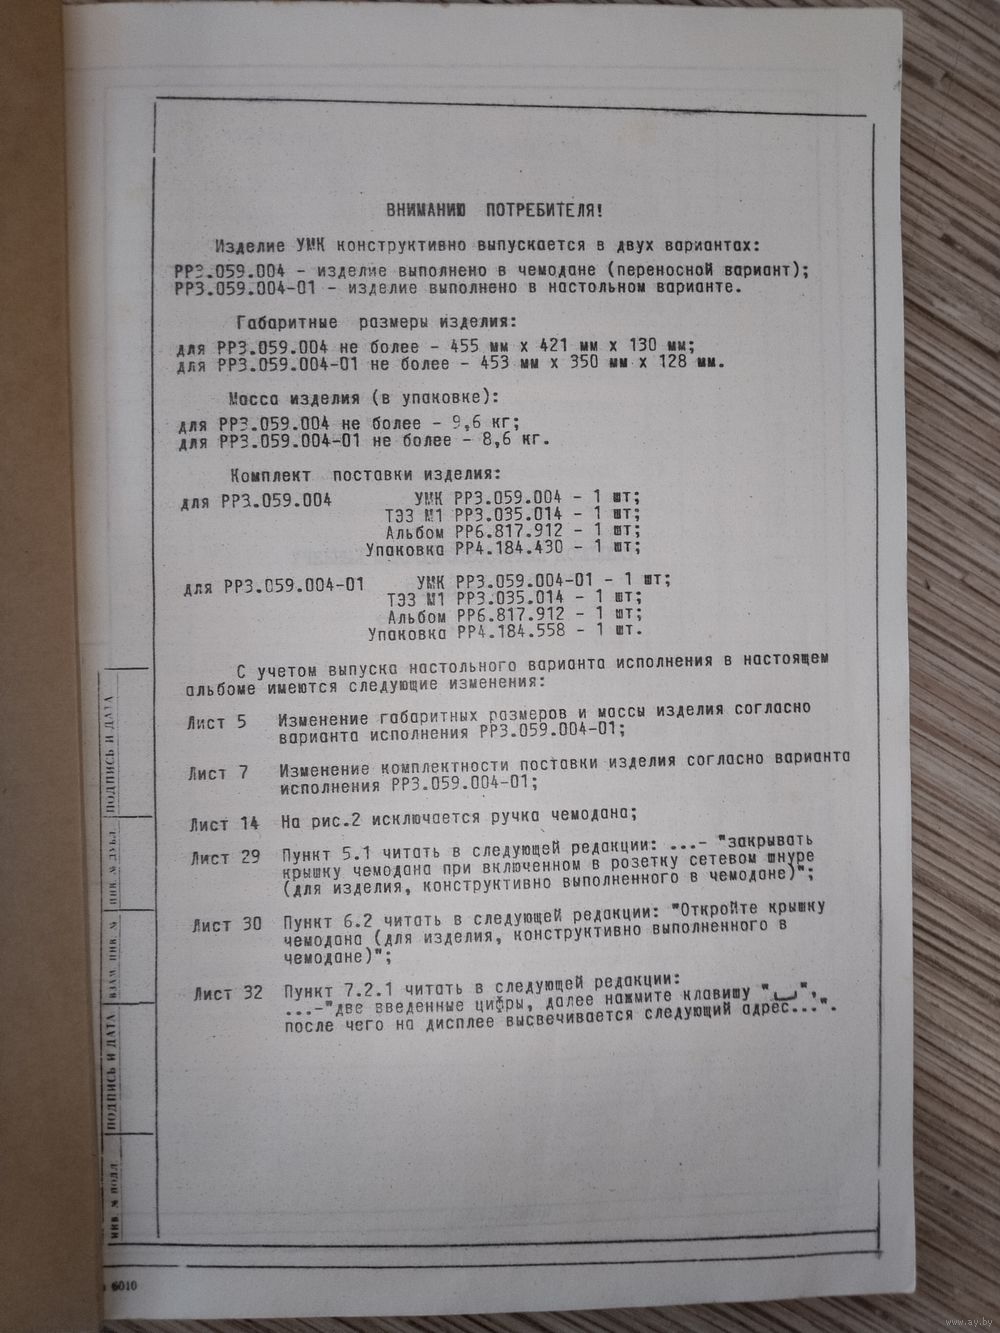 ВНИМАНИЮ ПОТРЕБИТЕЛЯ!
Изделие УМК конструктивно выпускается в двух вариантах:
РР3.059.004 - изделие выполнено в чемодане (переносной вариант);
РР3.059.004-01 - изделие выполнено в настольном варианте.
Габаритные размеры изделия:
для РР3.059.004 не более - 455 мм х 421 мм х 130 мм;
для РР3.059.004-01 не более - 453 мм х 350 мм х 128 мм.
Масса изделия (в упаковке):
для РР3.059.004 не более - 9,6 кг;
для РР3.059.004-01 не более - 8,6 кг.
Комплект поставки изделия:
для РР3.059.004 УМК РР3.059.004 - 1 шт;
ТЭЗ М1 РР3.035.014 - 1 шт;
Альбом РР6.817.912 - 1 шт;
Упаковка РР4.184.430 - 1 шт;
для РР3.059.004-01 УМК РР3.059.004-01 - 1 шт;
ТЭЗ М1 РР3.035.014 - 1 шт;
Альбом РР6.817.912 - 1 шт;
Упаковка РР4.184.558 - 1 шт.
С учетом выпуска настольного варианта исполнения в настоящем
альбоме имеются следующие изменения:
Лист 5 Изменение габаритных размеров и массы изделия согласно
варианта исполнения РР3.059.004-01;
Лист 7 Изменение комплектности поставки изделия согласно варианта
исполнения РР3.059.004-01;
Лист 14 На рис.2 исключается ручка чемодана;
Лист 29 Пункт 5.1 читать в следующей редакции: ...- "закрывать
крышку чемодана при включенном в розетку сетевом шнуре
(для изделия, конструктивно выполненного в чемодане)";
Лист 30 Пункт 6.2 читать в следующей редакции: "Откройте крышку
чемодана (для изделия, конструктивно выполненного в
чемодане)";
Лист 32 Пункт 7.2.1 читать в следующей редакции:
...-"две введенные цифры, далее нажмите клавишу "⎵",
после чего на дисплее высвечивается следующий адрес...".
ПОДПИСЬ И ДАТА
ИНВ. № ДУБЛ.
ВЗАМ. ИНВ. №
ПОДПИСЬ И ДАТА
ИНВ. № ПОДЛ
6010
www.ay.by